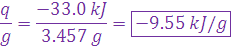 q/g = -33.0 kJ/3.457 g = -9.55 kJ/g